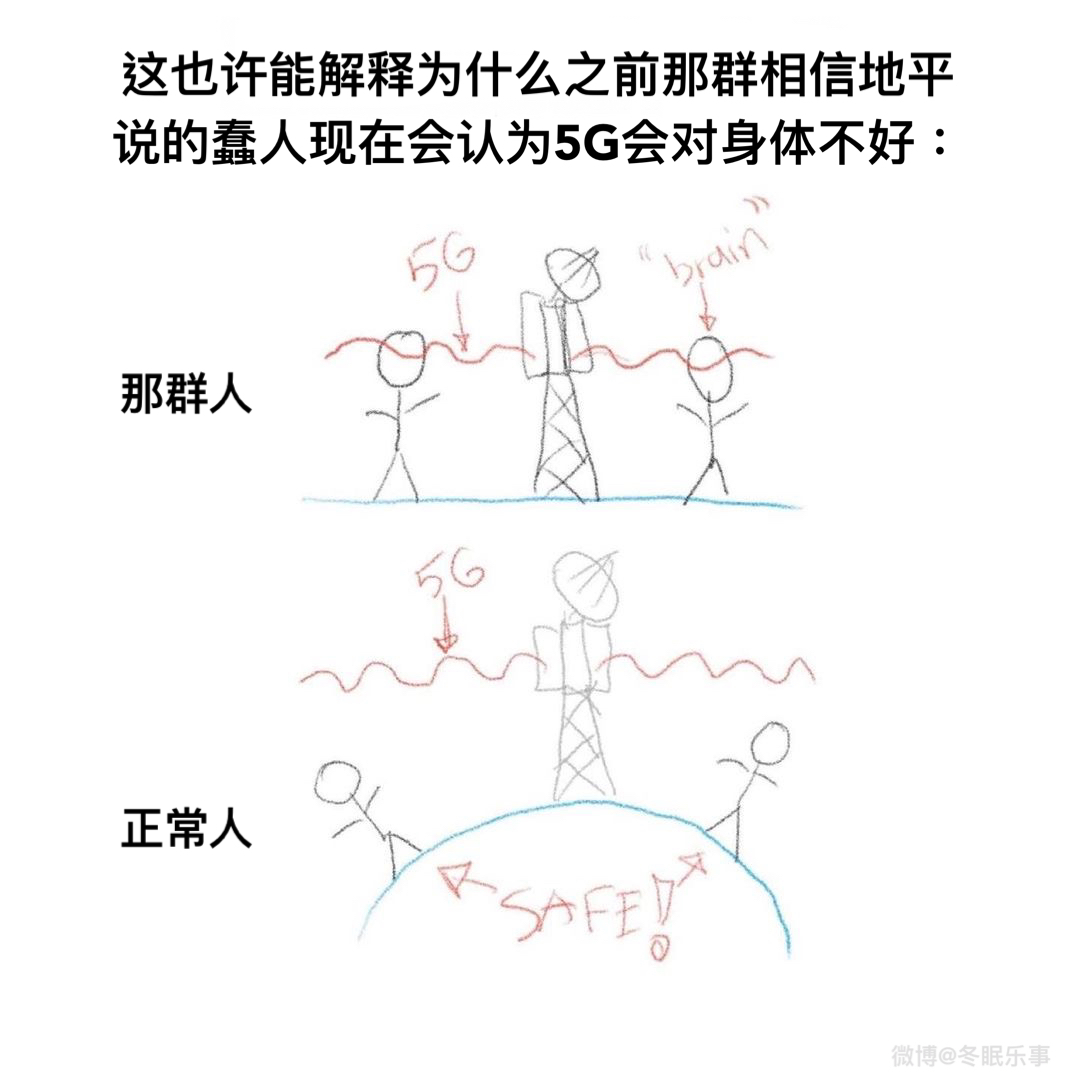 这也许能解释为什么之前那群相信地平
说的蠢人现在会认为5G会对身体不好：
5G
"brain"
那群人
5G
正常人
SAFE!
微博@冬眠乐事